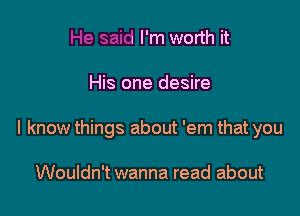 He said I'm worth it
His one desire
I know things about 'em that you
Wouldn't wanna read about